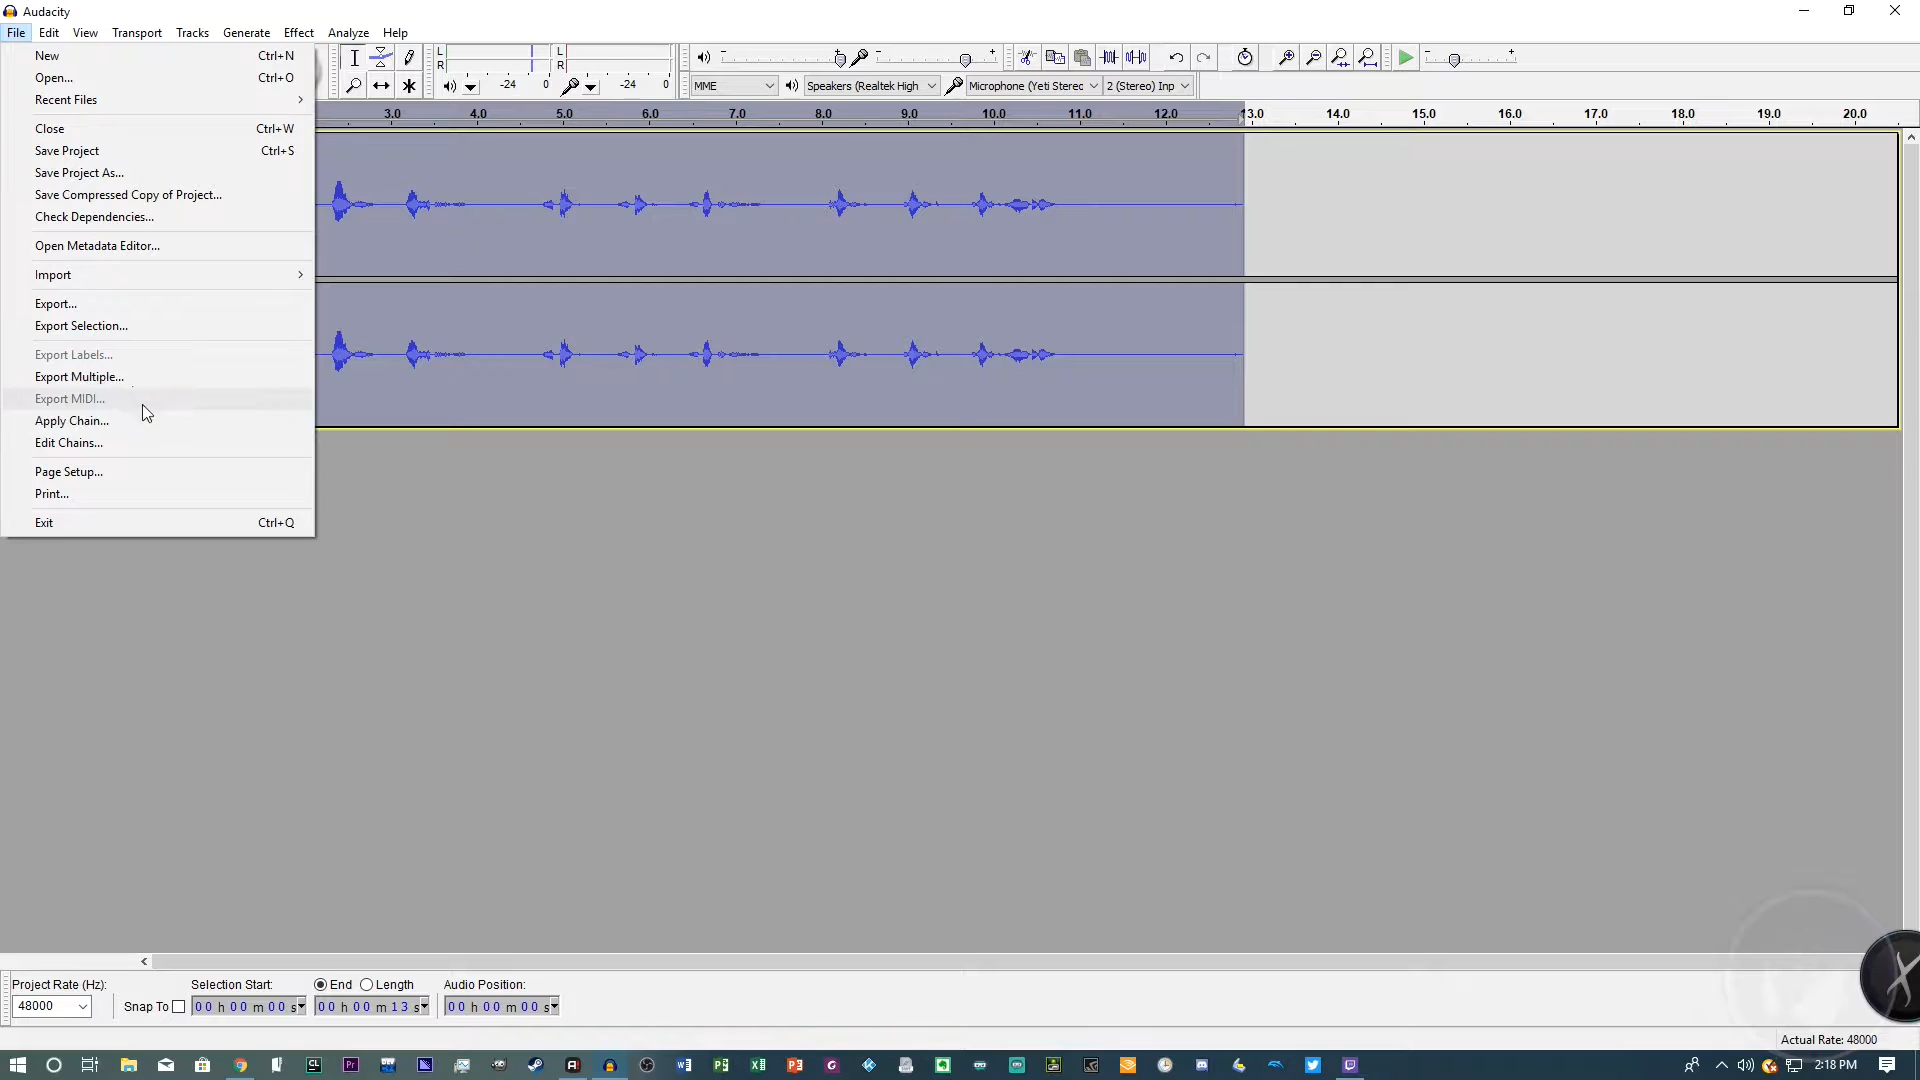 Audacity
File Edit View Transport Tracks Generate Effect Analyze Help
New Ctrl+N
Open... Ctrl+O
Recent Files
Close Ctrl+W
Save Project Ctrl+S
Save Project As...
Save Compressed Copy of Project...
Check Dependencies...
Open Metadata Editor...
Import
Export...
Export Selection...
Export Labels...
Export Multiple...
Export MIDI...
Apply Chain...
Edit Chains...
Page Setup...
Print...
Exit Ctrl+Q
L L
R R
-24 0 -24 0
MME Speakers (Realtek High Microphone (Yeti Sterec 2 (Stereo) Inp
3.0 4.0 5.0 6.0 7.0 8.0 9.0 10.0 11.0 12.0 13.0 14.0 15.0 16.0 17.0 18.0 19.0 20.0
Project Rate (Hz): Selection Start: End Length Audio Position:
48000 Snap To 00 h 00 m 00 s 00 h 00 m 13 s 00 h 00 m 00 s
Actual Rate: 48000
2:18 PM